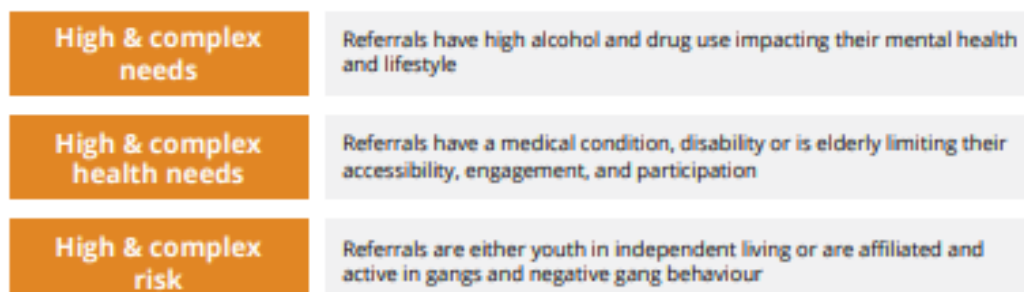 High & complex
needs
Referrals have high alcohol and drug use impacting their mental health
and lifestyle
High & complex
health needs
Referrals have a medical condition, disability or is elderly limiting their
accessibility, engagement, and participation
High & complex
risk
Referrals are either youth in independent living or are affiliated and
active in gangs and negative gang behaviour